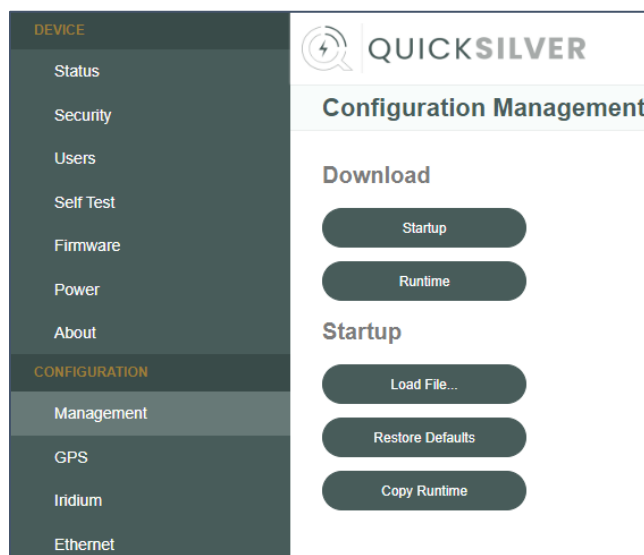 DEVICE
Status
Security
Users
Self Test
Firmware
Power
About
CONFIGURATION
Management
GPS
Iridium
Ethernet
QUICKSILVER
Configuration Management
Download
Startup
Runtime
Startup
Load File...
Restore Defaults
Copy Runtime